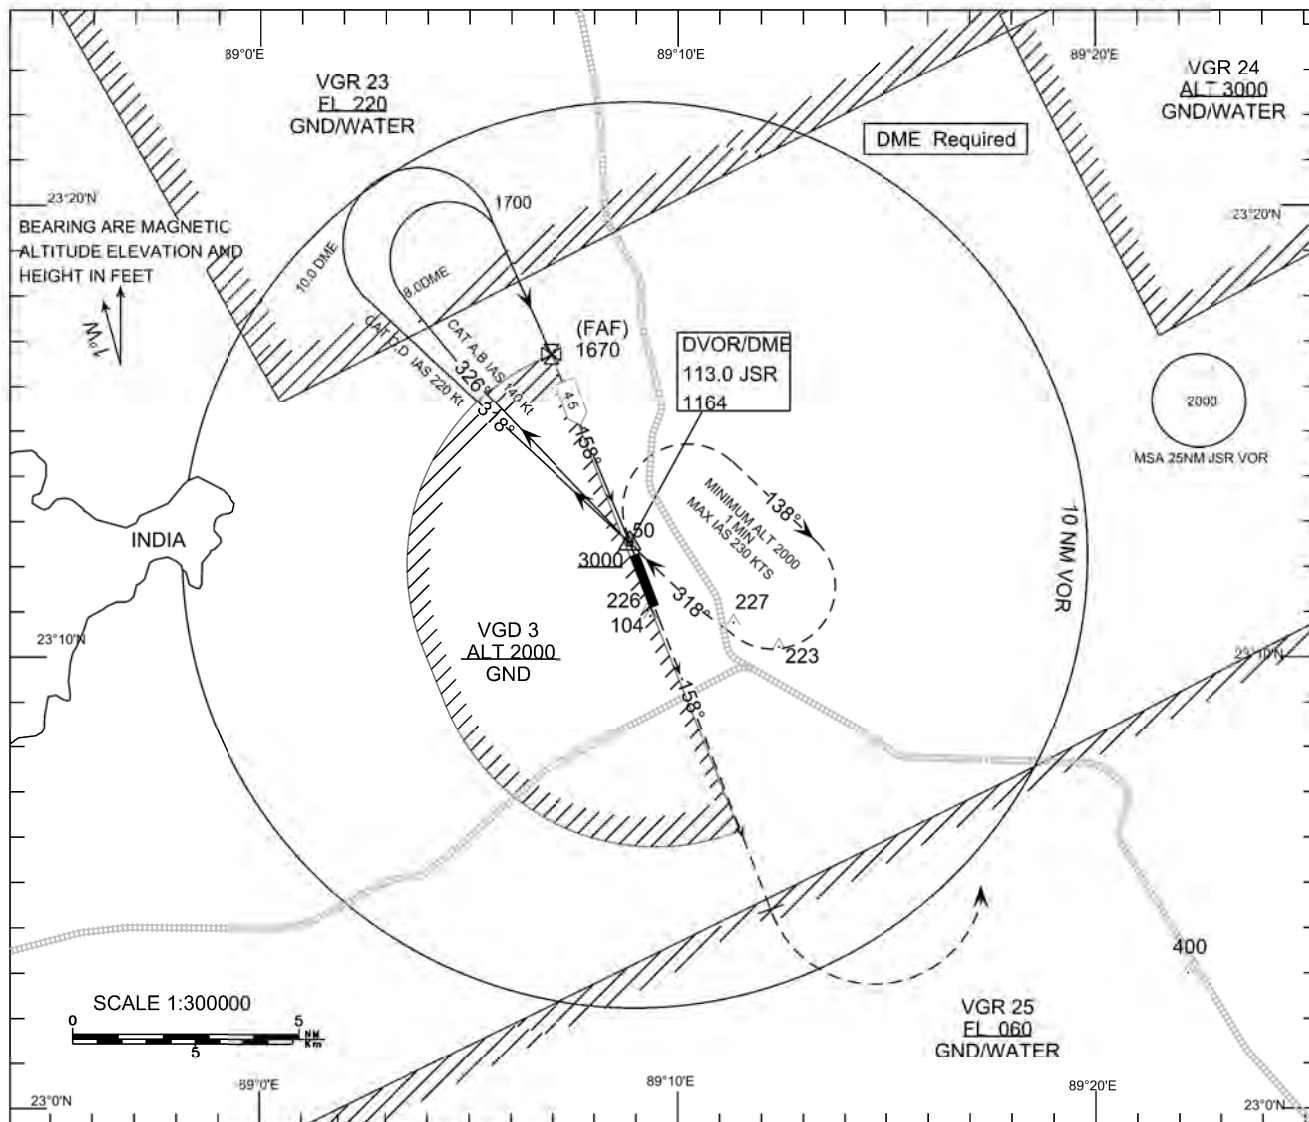 89°0'E
89°10'E
89°20'E
VGR 23
FL 220
GND/WATER
VGR 24
ALT 3000
GND/WATER
DME Required
23°20'N
23°20'N
BEARING ARE MAGNETIC
ALTITUDE ELEVATION AND
HEIGHT IN FEET
1700
10.0 DME
8.0DME
(FAF)
1670
CAT C.D IAS 220 Kt
CAT A.B IAS 140 Kt
326°
318°
4.5
158°
DVOR/DME
113.0 JSR
1164
2000
MSA 25NM JSR VOR
138°
MINIMUM ALT 2000
1 MIN
MAX IAS 230 KTS
10 NM VOR
INDIA
50
3000
318°
226
104
227
223
VGD 3
ALT 2000
GND
23°10'N
23°10'N
158°
400
SCALE 1:300000
0
5
NM
Km
5
VGR 25
FL 060
GND/WATER
89°0'E
89°10'E
89°20'E
23°0'N
23°0'N